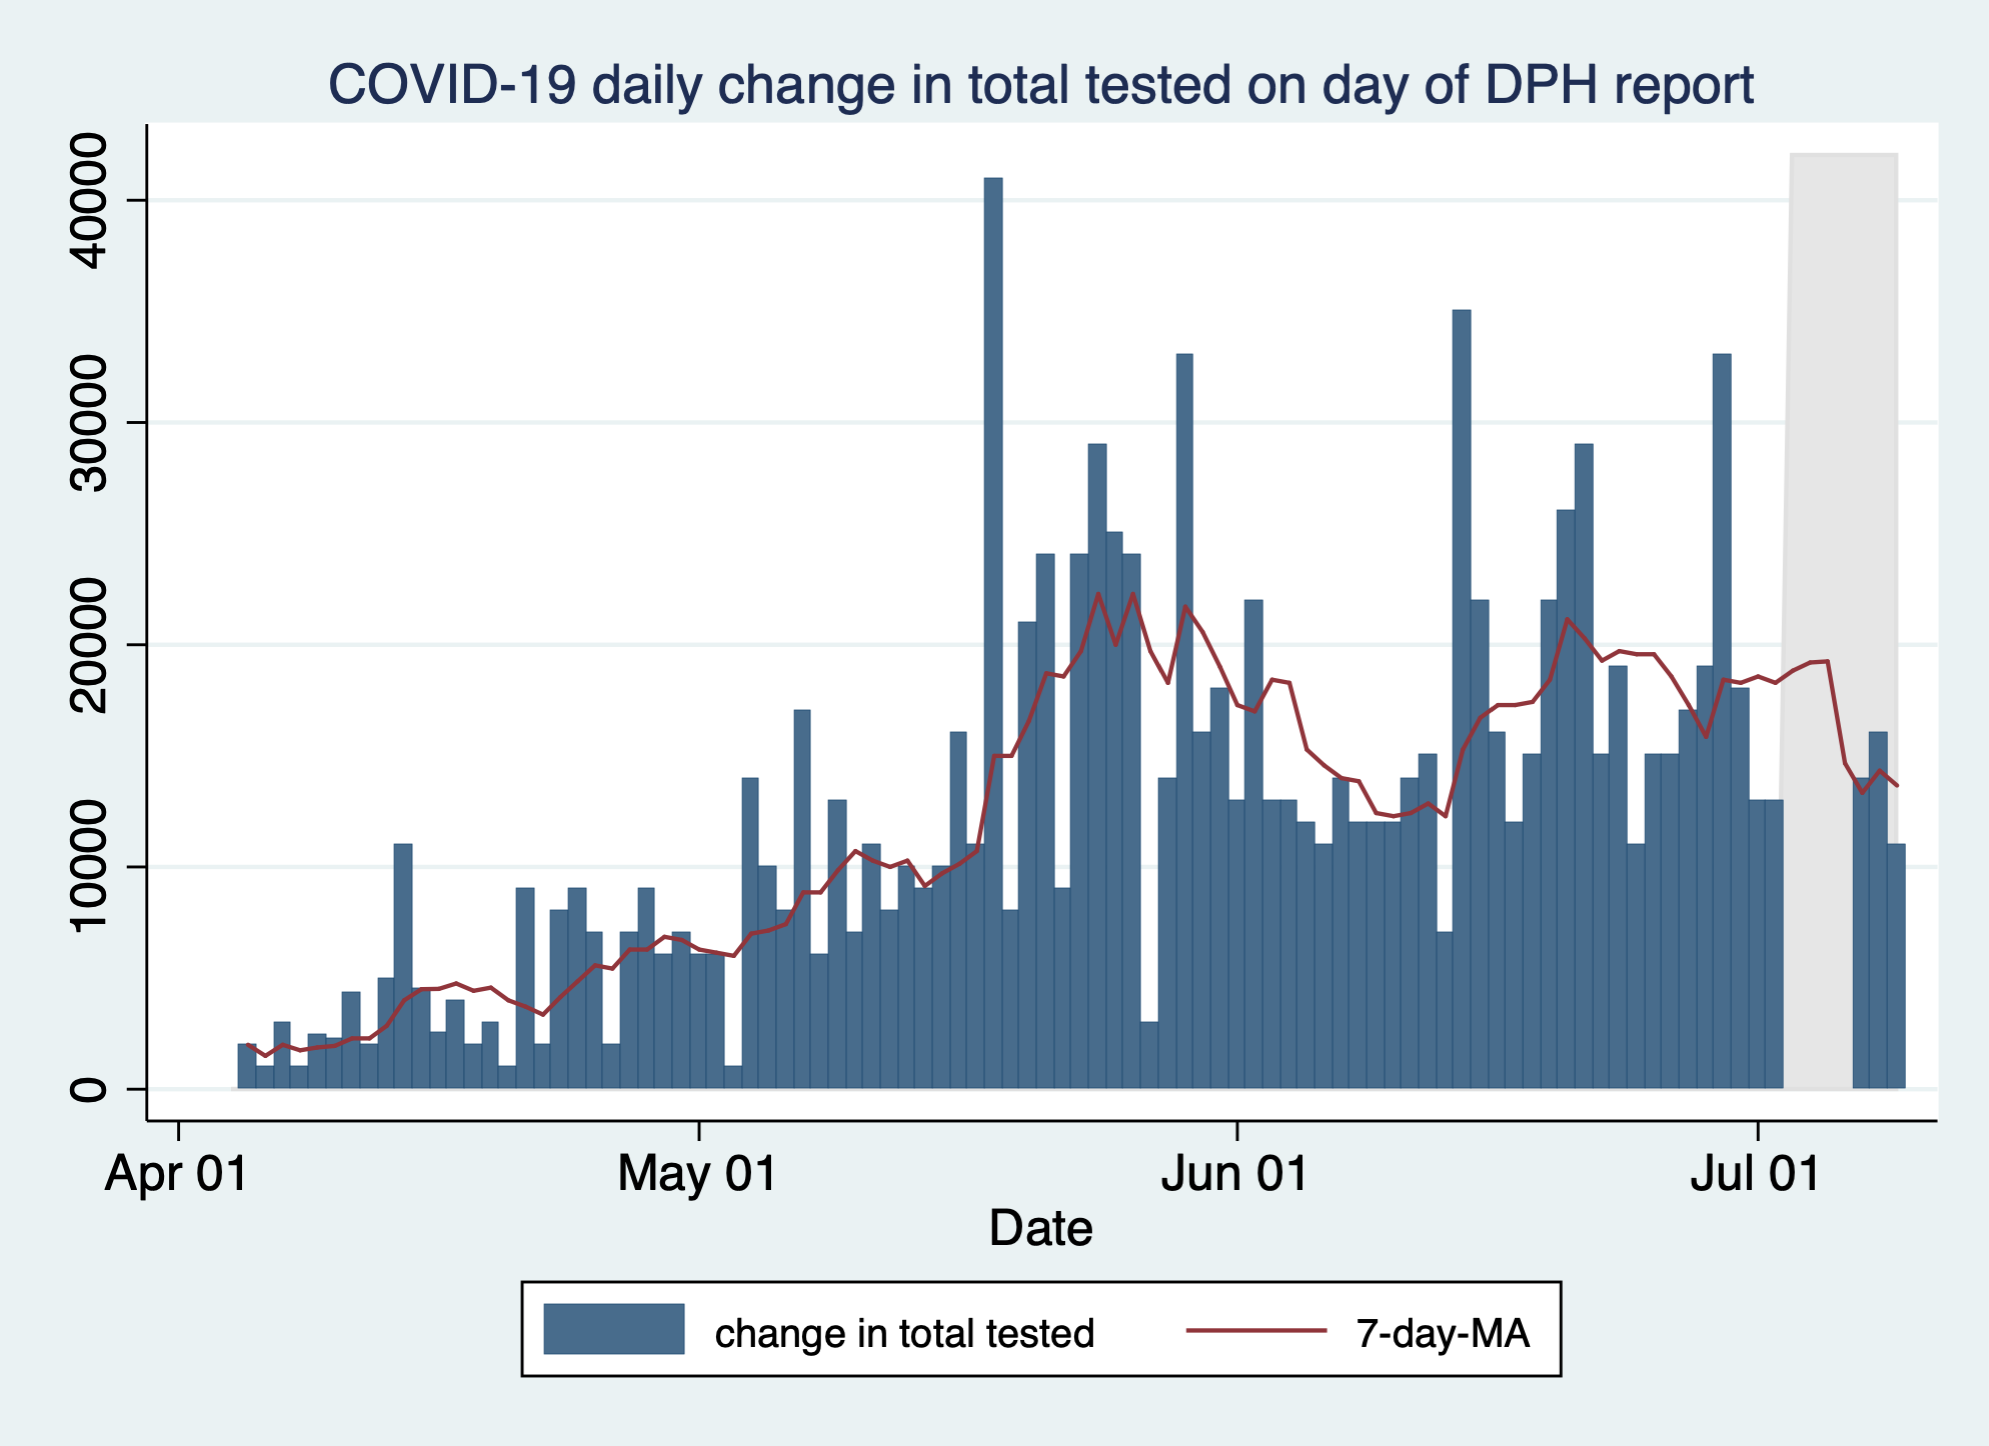 COVID-19 daily change in total tested on day of DPH report
40000
30000
20000
10000
0
Apr 01 May 01 Jun 01 Jul 01
Date
change in total tested 7-day-MA